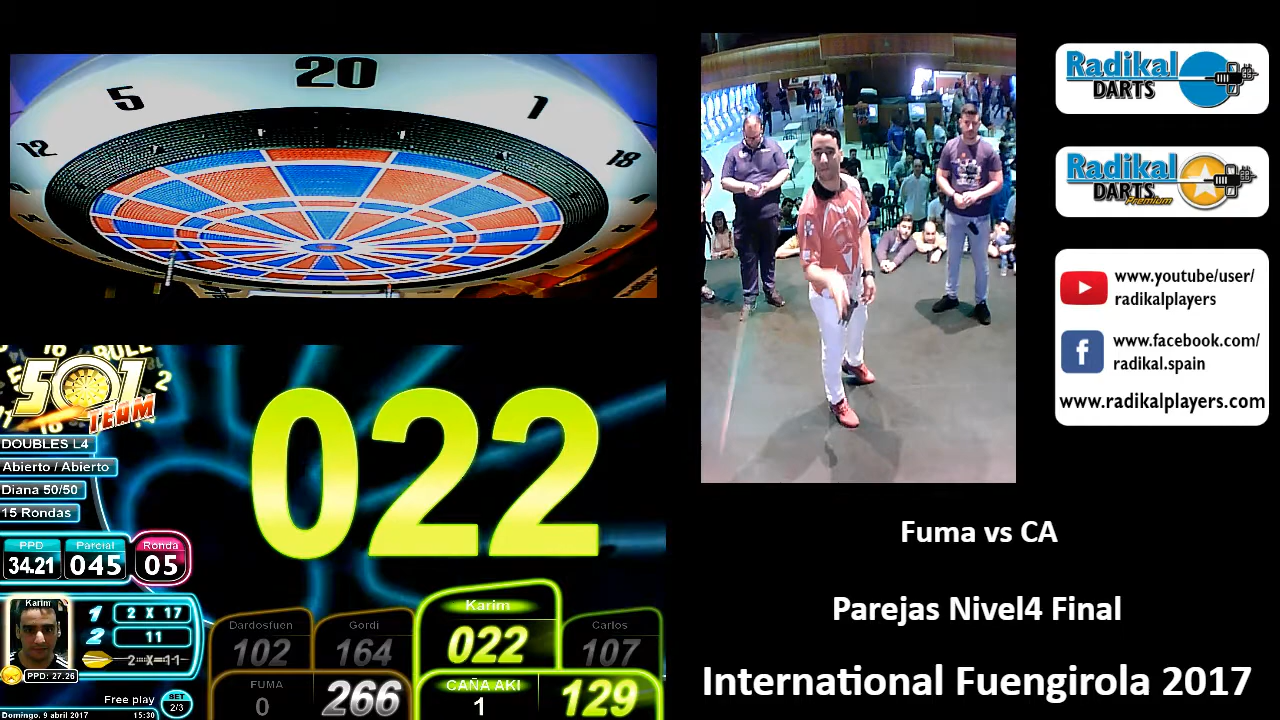 20
5
1
12
18
4
501
TEAM
DOUBLES L4
Abierto / Abierto
Diana 50/50
15 Rondas
PPD
34.21
Parcial
045
Ronda
05
022
Karim
1
2 X 17
2
11
2 X 11
PPD: 27.26
Free play
SET
2/3
Domingo, 9 abril 2017
15:30
Dardosfuen
102
Gordi
164
Karim
022
Carlos
107
FUMA
0
266
CAÑA AKI
1
129
Radikal
DARTS
Radikal
DARTS
Premium
www.youtube/user/
radikalplayers
www.facebook.com/
radikal.spain
www.radikalplayers.com
Fuma vs CA
Parejas Nivel4 Final
International Fuengirola 2017